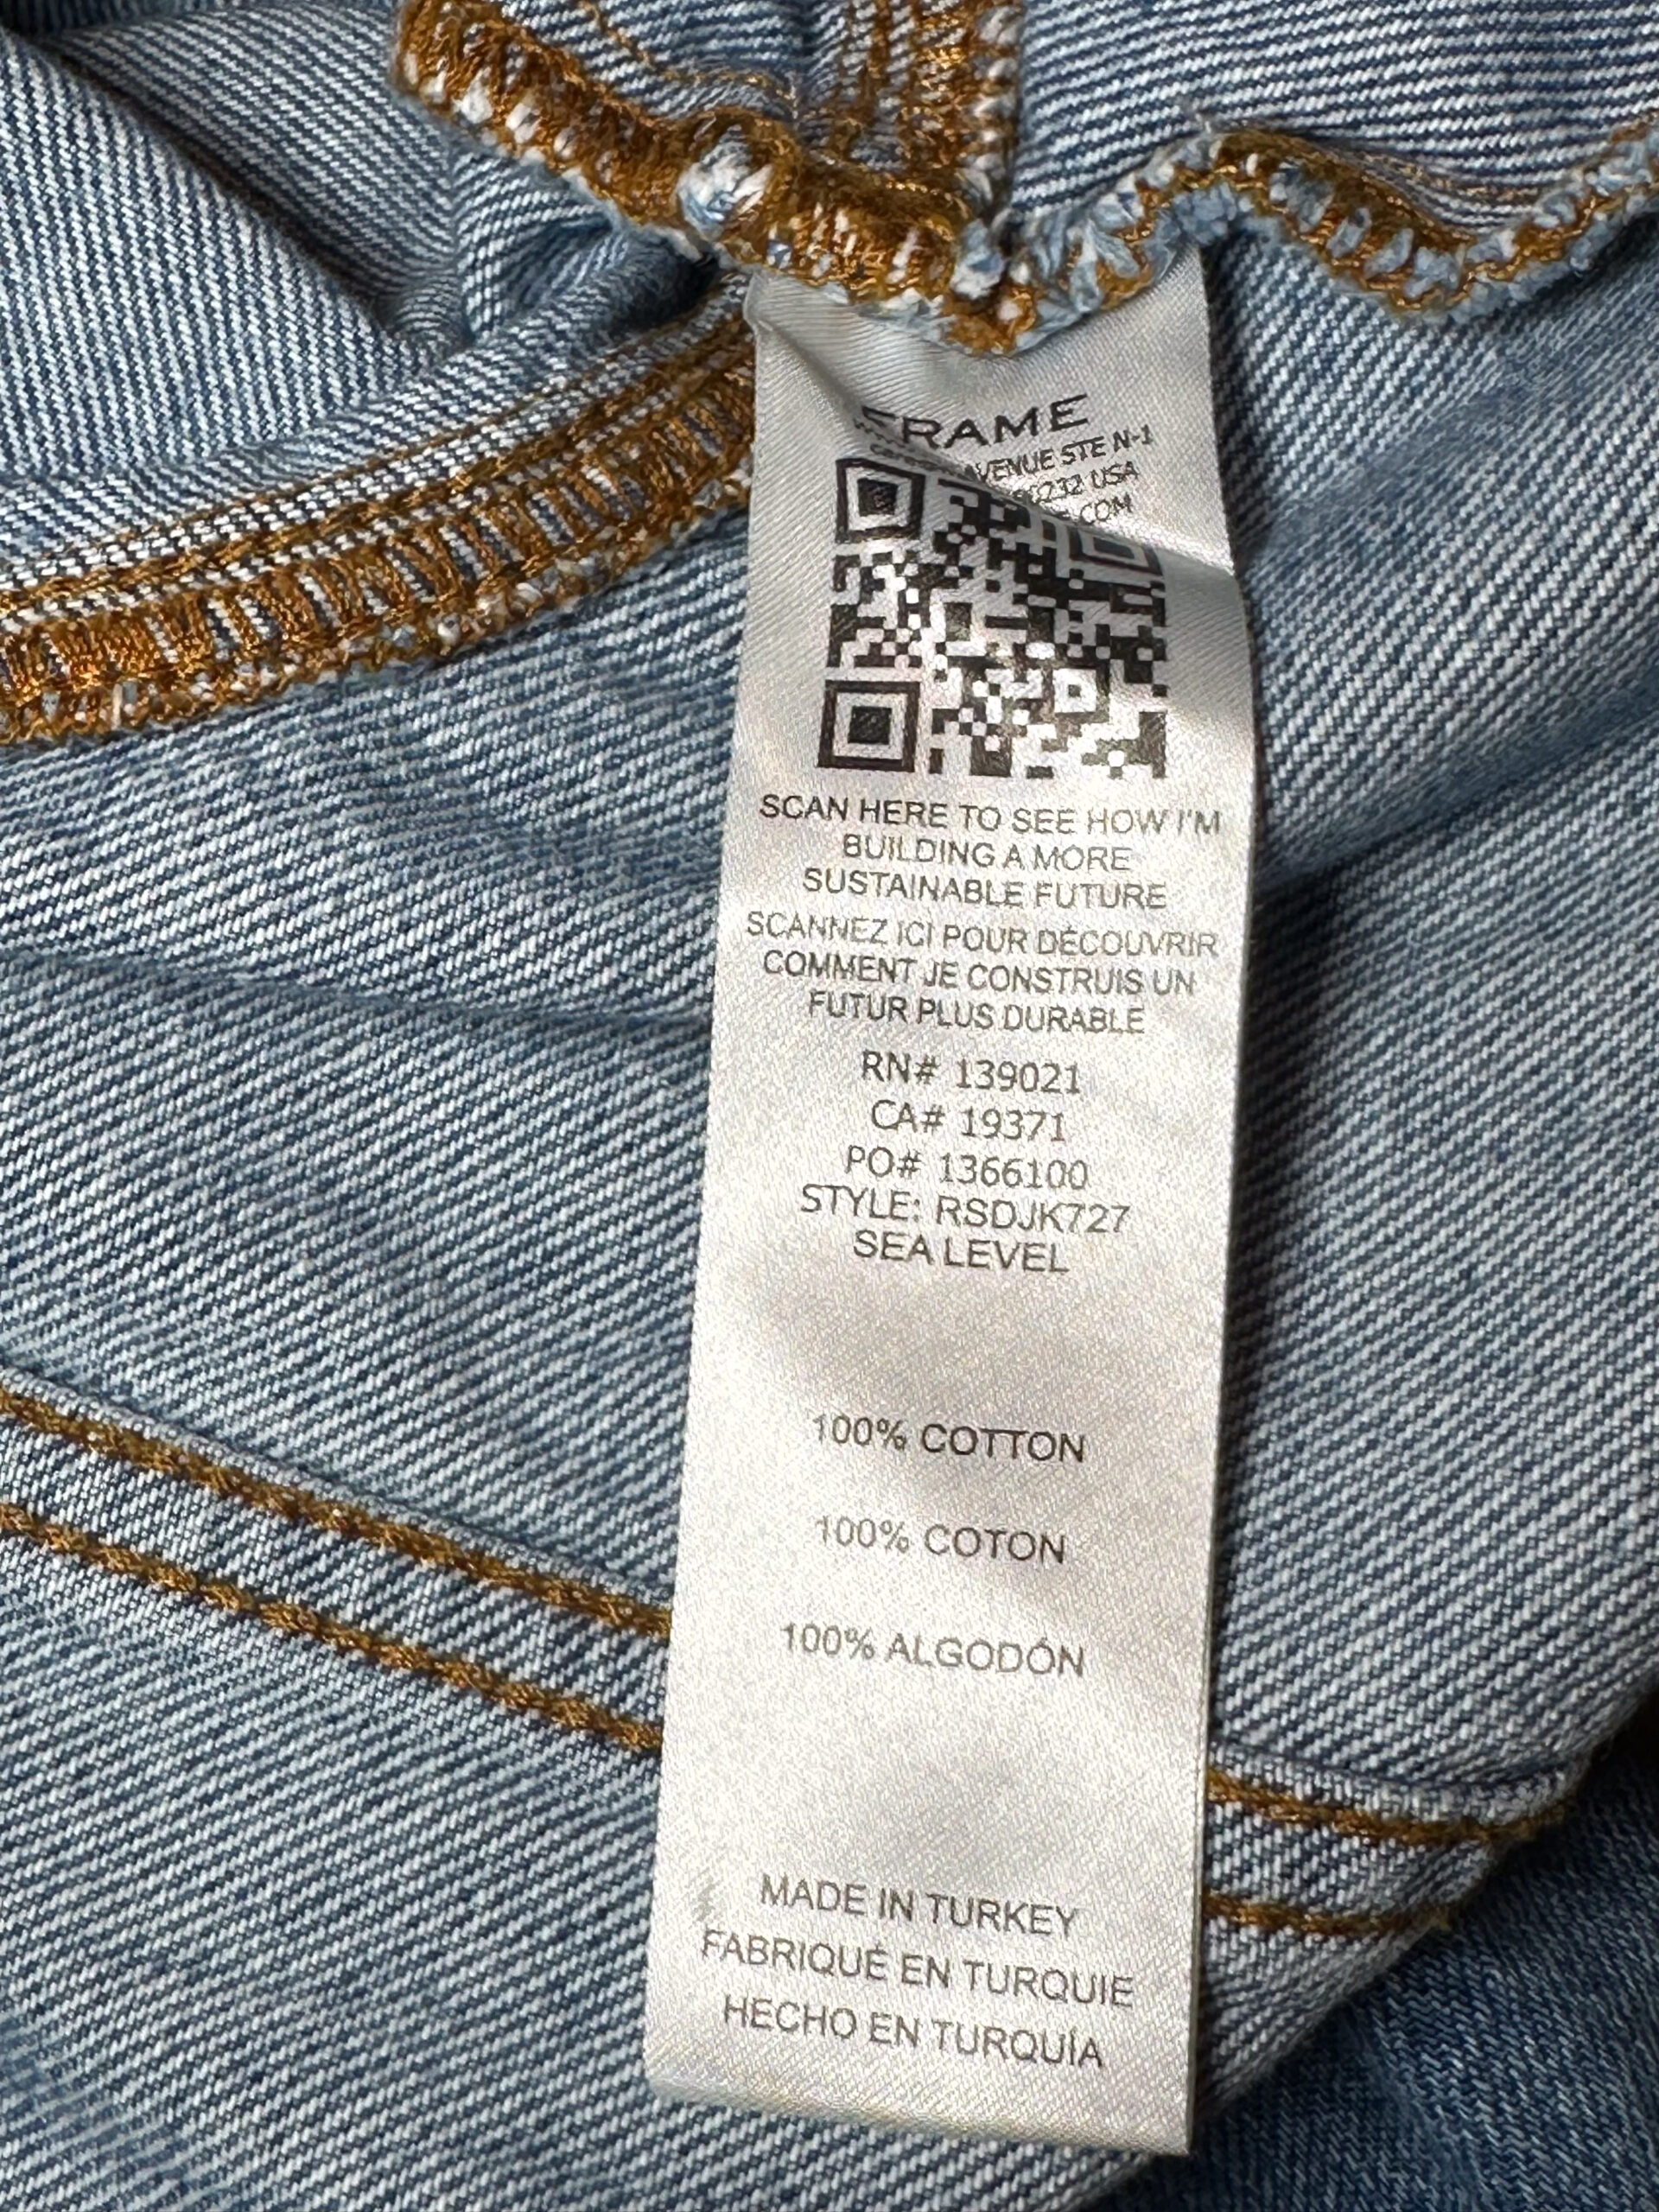 FRAME
AVENUE STE N-1
USA
.COM
SCAN HERE TO SEE HOW I'M
BUILDING A MORE
SUSTAINABLE FUTURE
SCANNEZ ICI POUR DÉCOUVRIR
COMMENT JE CONSTRUIS UN
FUTUR PLUS DURABLE
RN# 139021
CA# 19371
PO# 1366100
STYLE: RSDJK727
SEA LEVEL
100% COTTON
100% COTON
100% ALGODÓN
MADE IN TURKEY
FABRIQUÉ EN TURQUIE
HECHO EN TURQUÍA